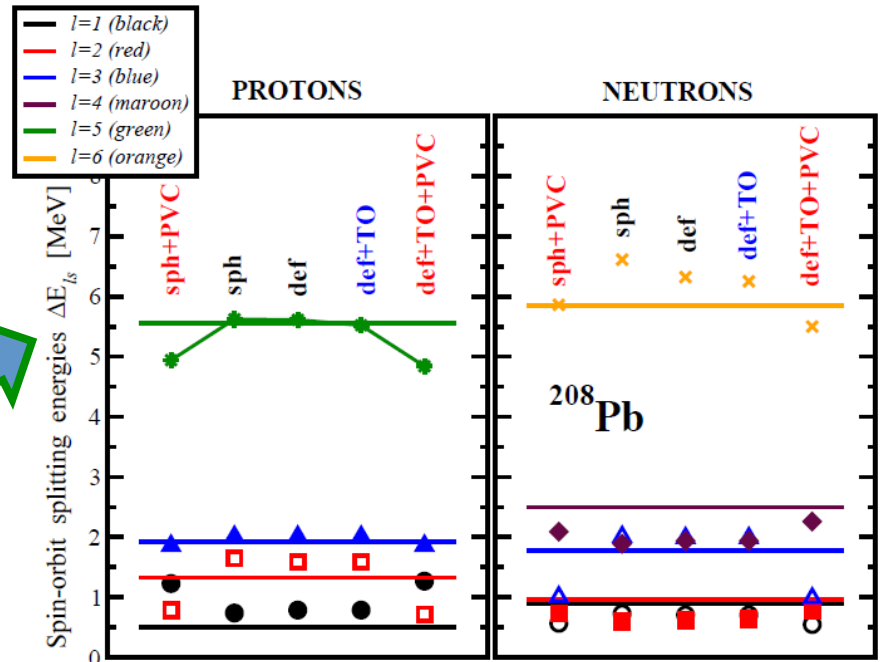 l=1 (black)
l=2 (red)
l=3 (blue)
l=4 (maroon)
l=5 (green)
l=6 (orange)
PROTONS
NEUTRONS
Spin-orbit splitting energies ΔE_ls [MeV]
8
7
6
5
4
3
2
1
0
sph+PVC
sph
def
def+TO
def+TO+PVC
sph+PVC
sph
def
def+TO
def+TO+PVC
²⁰⁸Pb